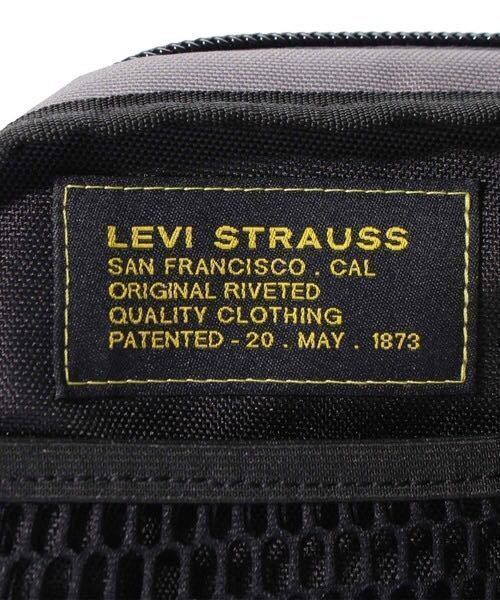 LEVI STRAUSS
SAN FRANCISCO . CAL
ORIGINAL RIVETED
QUALITY CLOTHING
PATENTED - 20 . MAY . 1873